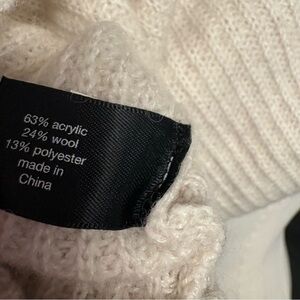 63% acrylic
24% wool
13% polyester
made in
China